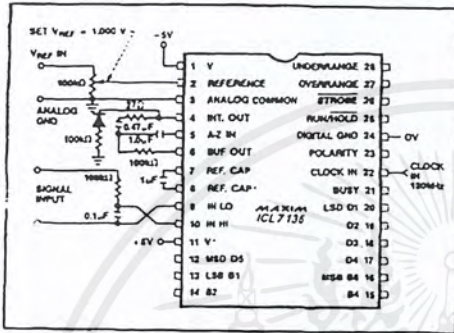 SET VREF = 1.000 V
VREF IN
-5V
100kΩ
ANALOG GND
27Ω
0.47µF
1.0µF
100kΩ
100kΩ
SIGNAL INPUT
100kΩ
1µF
0.1µF
+5V
1 V
2 REFERENCE
3 ANALOG COMMON
4 INT. OUT
5 A-Z IN
6 BUF OUT
7 REF. CAP
8 REF. CAP
9 IN LO
10 IN HI
11 V+
12 MSD D5
13 LSB B1
14 B2
MAXIM
ICL7135
UNDERRANGE 28
OVERRANGE 27
STROBE 26
RUN/HOLD 25
DIGITAL GND 24
POLARITY 23
CLOCK IN 22
BUSY 21
LSD D1 20
D2 19
D3 18
D4 17
MSB B8 16
B4 15
0V
CLOCK IN
120kHz